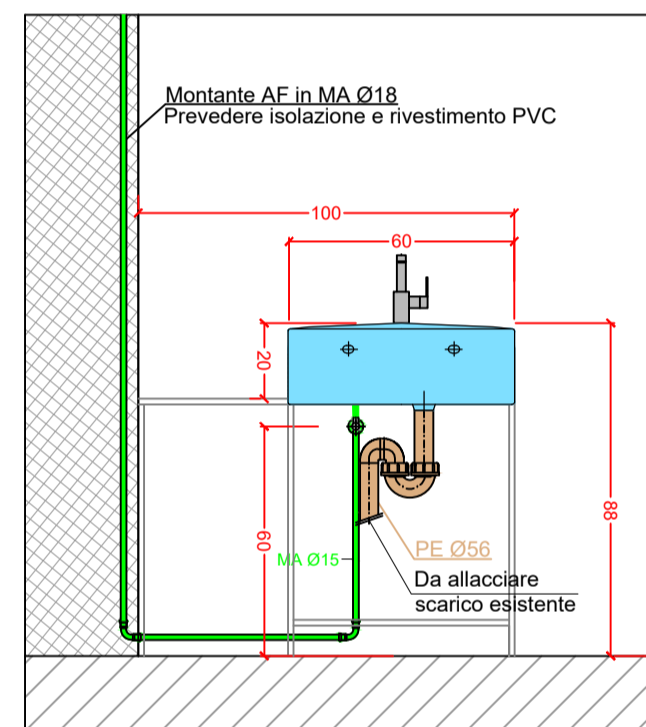 Montante AF in MA Ø18
Prevedere isolazione e rivestimento PVC
100
60
20
60
88
MA Ø15
PE Ø56
Da allacciare
scarico esistente